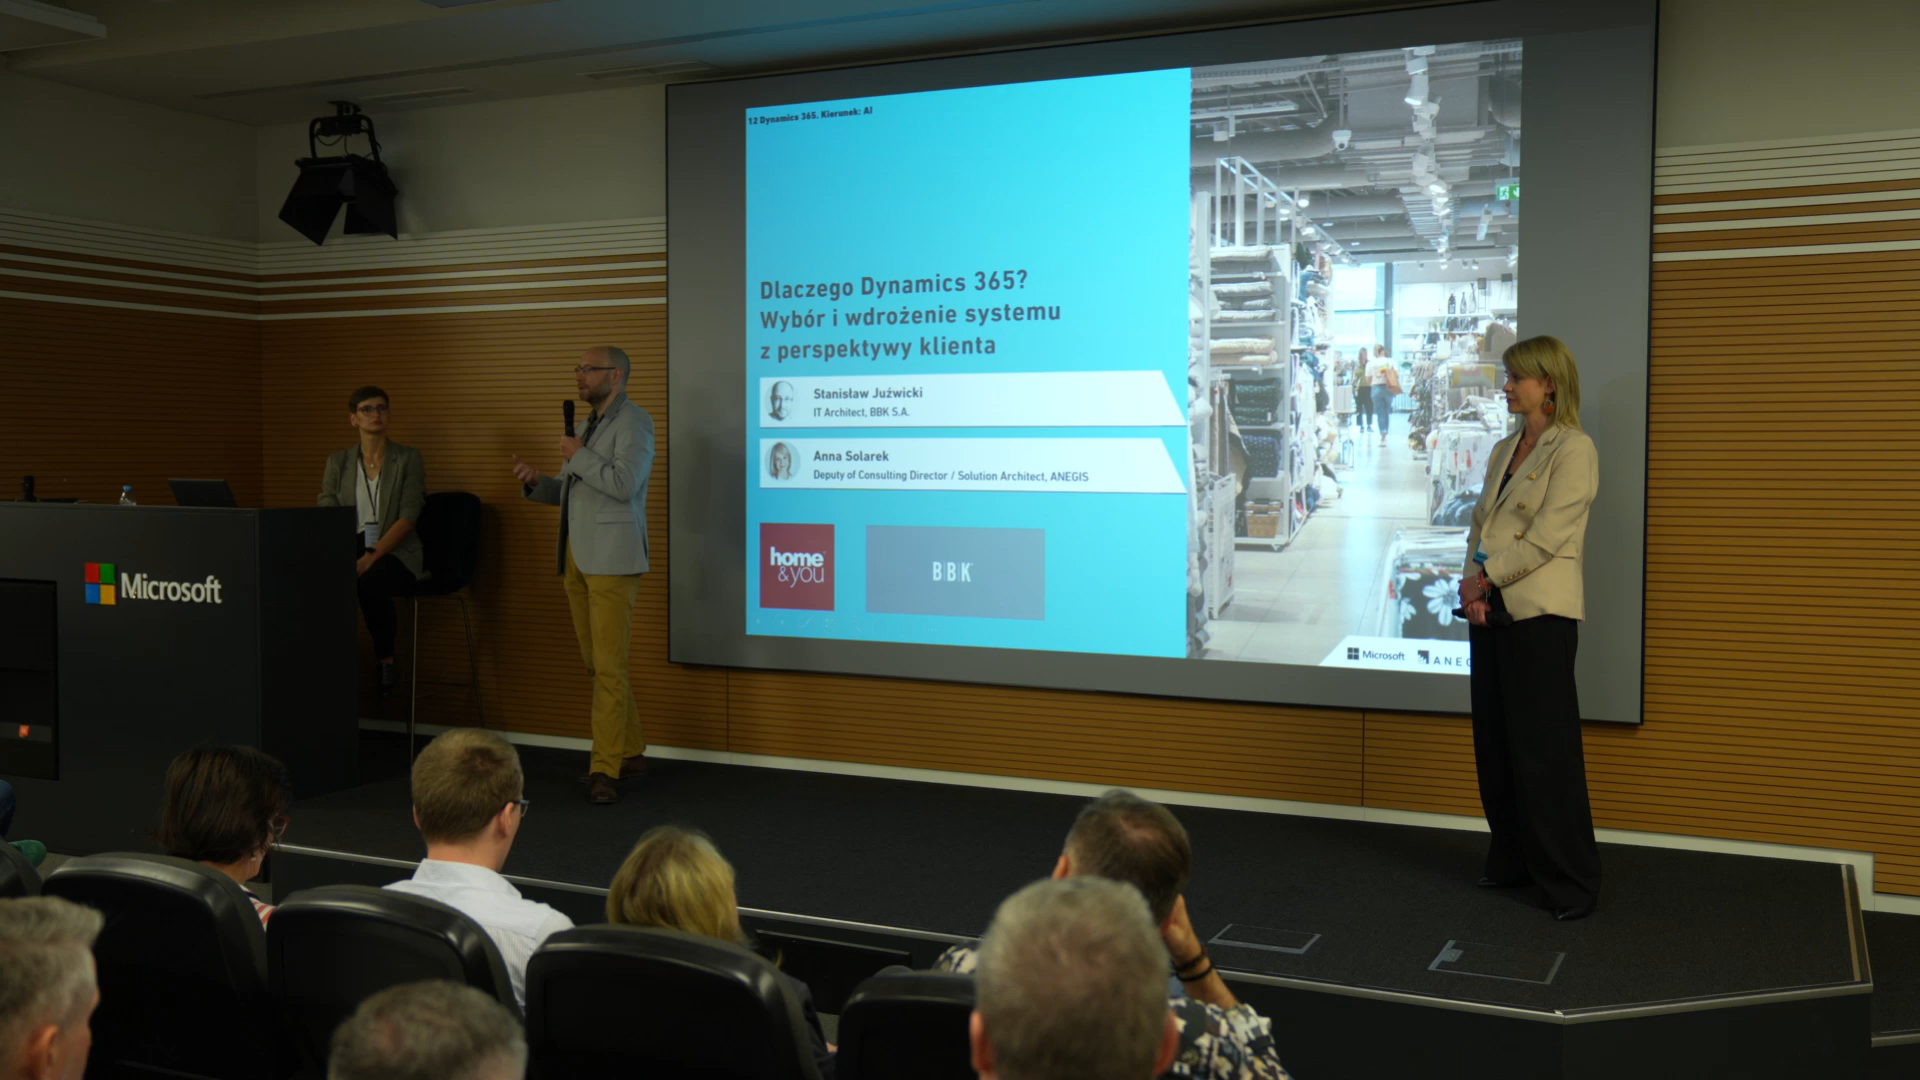 12 Dynamics 365. Kierunek: AI
Dlaczego Dynamics 365?
Wybór i wdrożenie systemu
z perspektywy klienta
Stanisław Juźwicki
IT Architect, BBK S.A.
Anna Solarek
Deputy of Consulting Director / Solution Architect, ANEGIS
home
&you
BBK
Microsoft
Microsoft